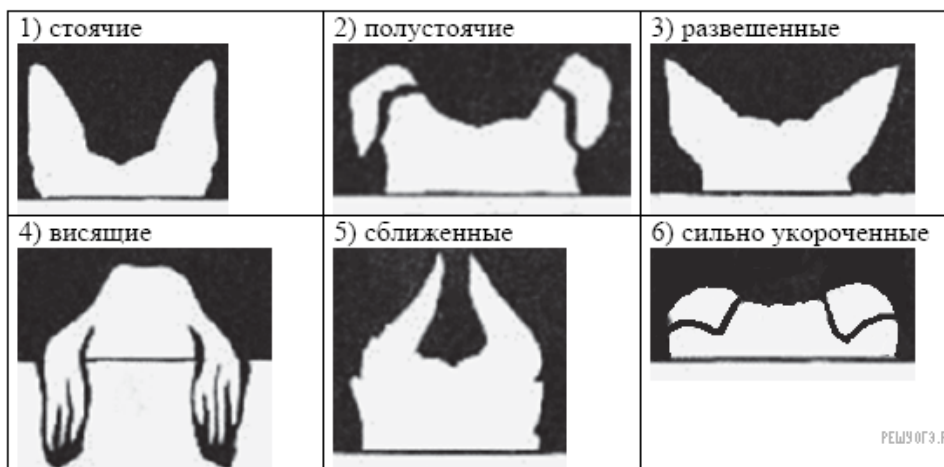 1) стоячие
2) полустоячие
3) развешенные
4) висящие
5) сближенные
6) сильно укороченные